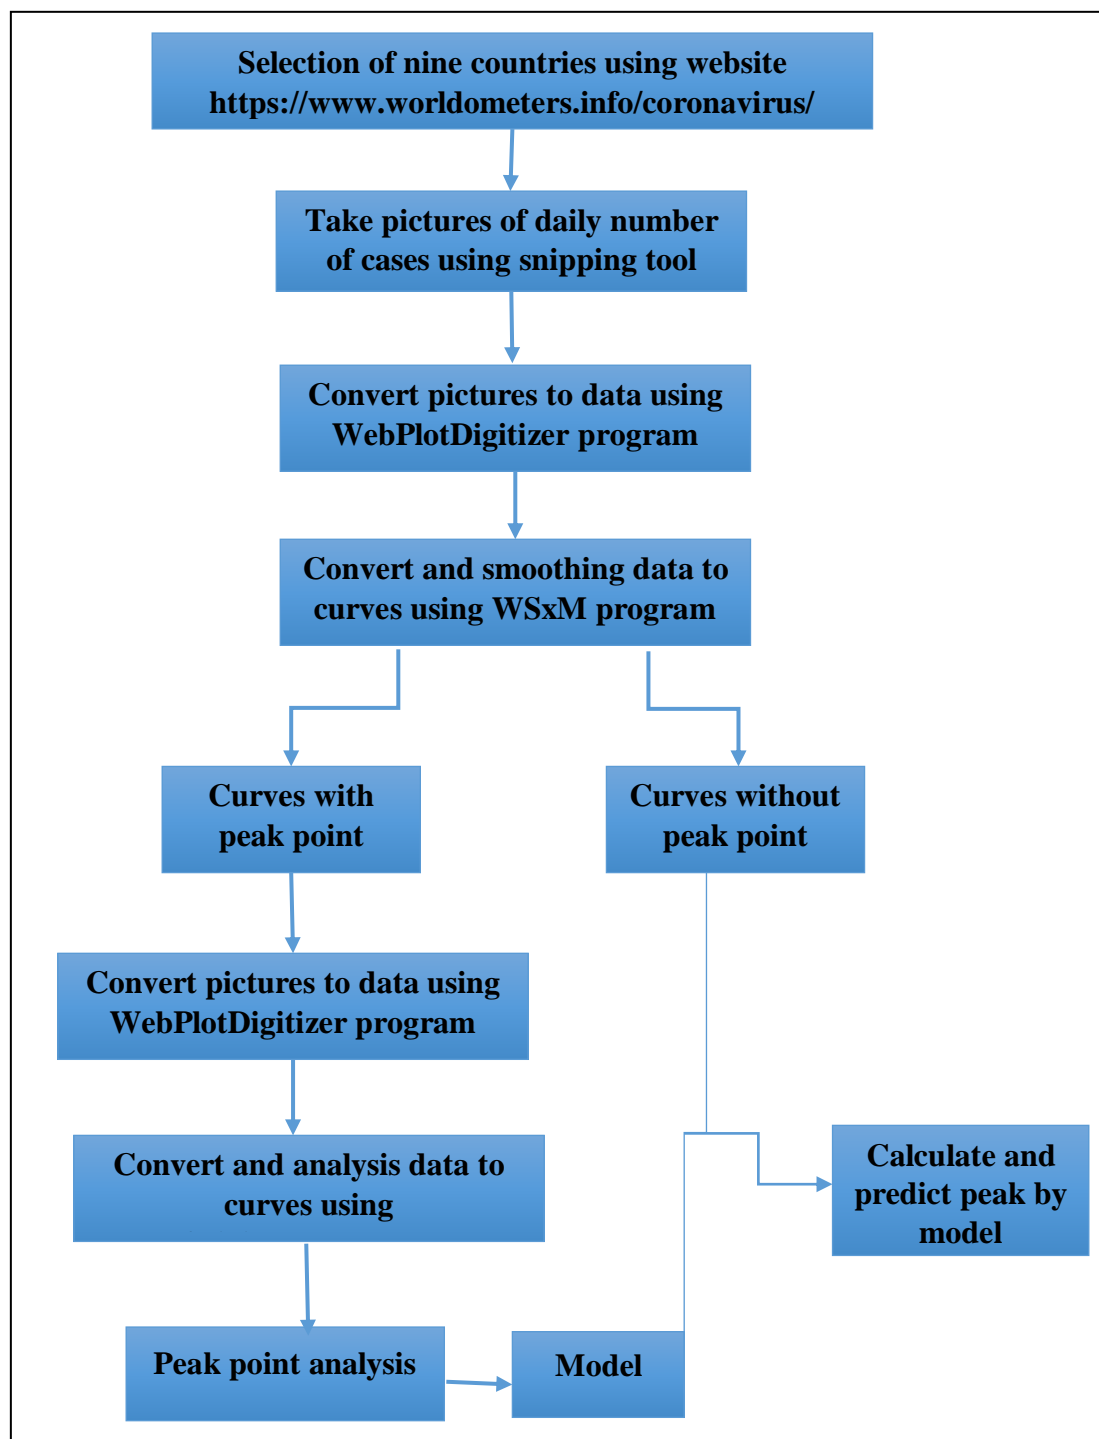 Selection of nine countries using website
https://www.worldometers.info/coronavirus/
Take pictures of daily number
of cases using snipping tool
Convert pictures to data using
WebPlotDigitizer program
Convert and smoothing data to
curves using WSxM program
Curves with
peak point
Curves without
peak point
Convert pictures to data using
WebPlotDigitizer program
Convert and analysis data to
curves using
Calculate and
predict peak by
model
Peak point analysis
Model